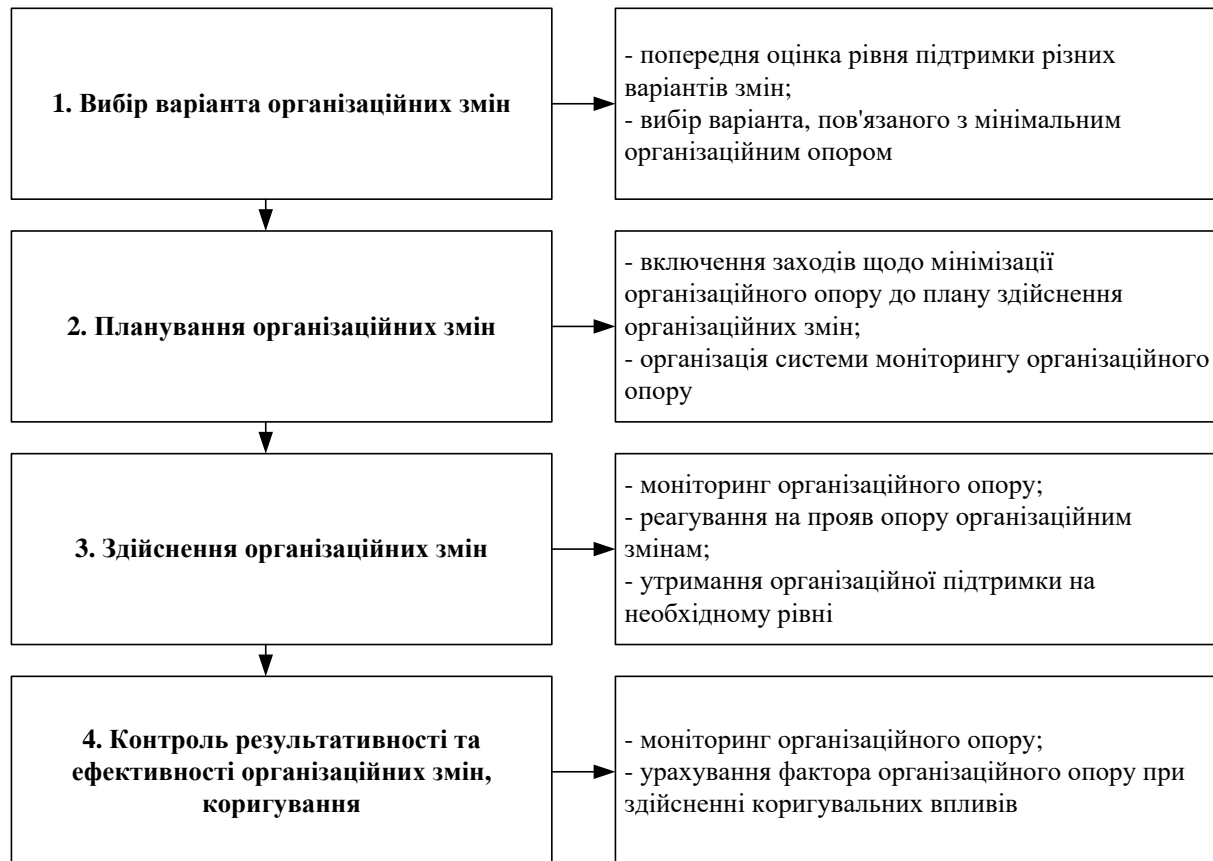 1. Вибір варіанта організаційних змін
- попередня оцінка рівня підтримки різних
варіантів змін;
- вибір варіанта, пов'язаного з мінімальним
організаційним опором
2. Планування організаційних змін
- включення заходів щодо мінімізації
організаційного опору до плану здійснення
організаційних змін;
- організація системи моніторингу організаційного
опору
3. Здійснення організаційних змін
- моніторинг організаційного опору;
- реагування на прояв опору організаційним
змінам;
- утримання організаційної підтримки на
необхідному рівні
4. Контроль результативності та
ефективності організаційних змін,
коригування
- моніторинг організаційного опору;
- урахування фактора організаційного опору при
здійсненні коригувальних впливів